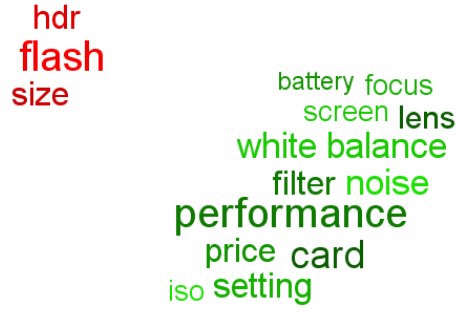 hdr
flash
size
battery focus
screen lens
white balance
filter noise
performance
price card
iso setting